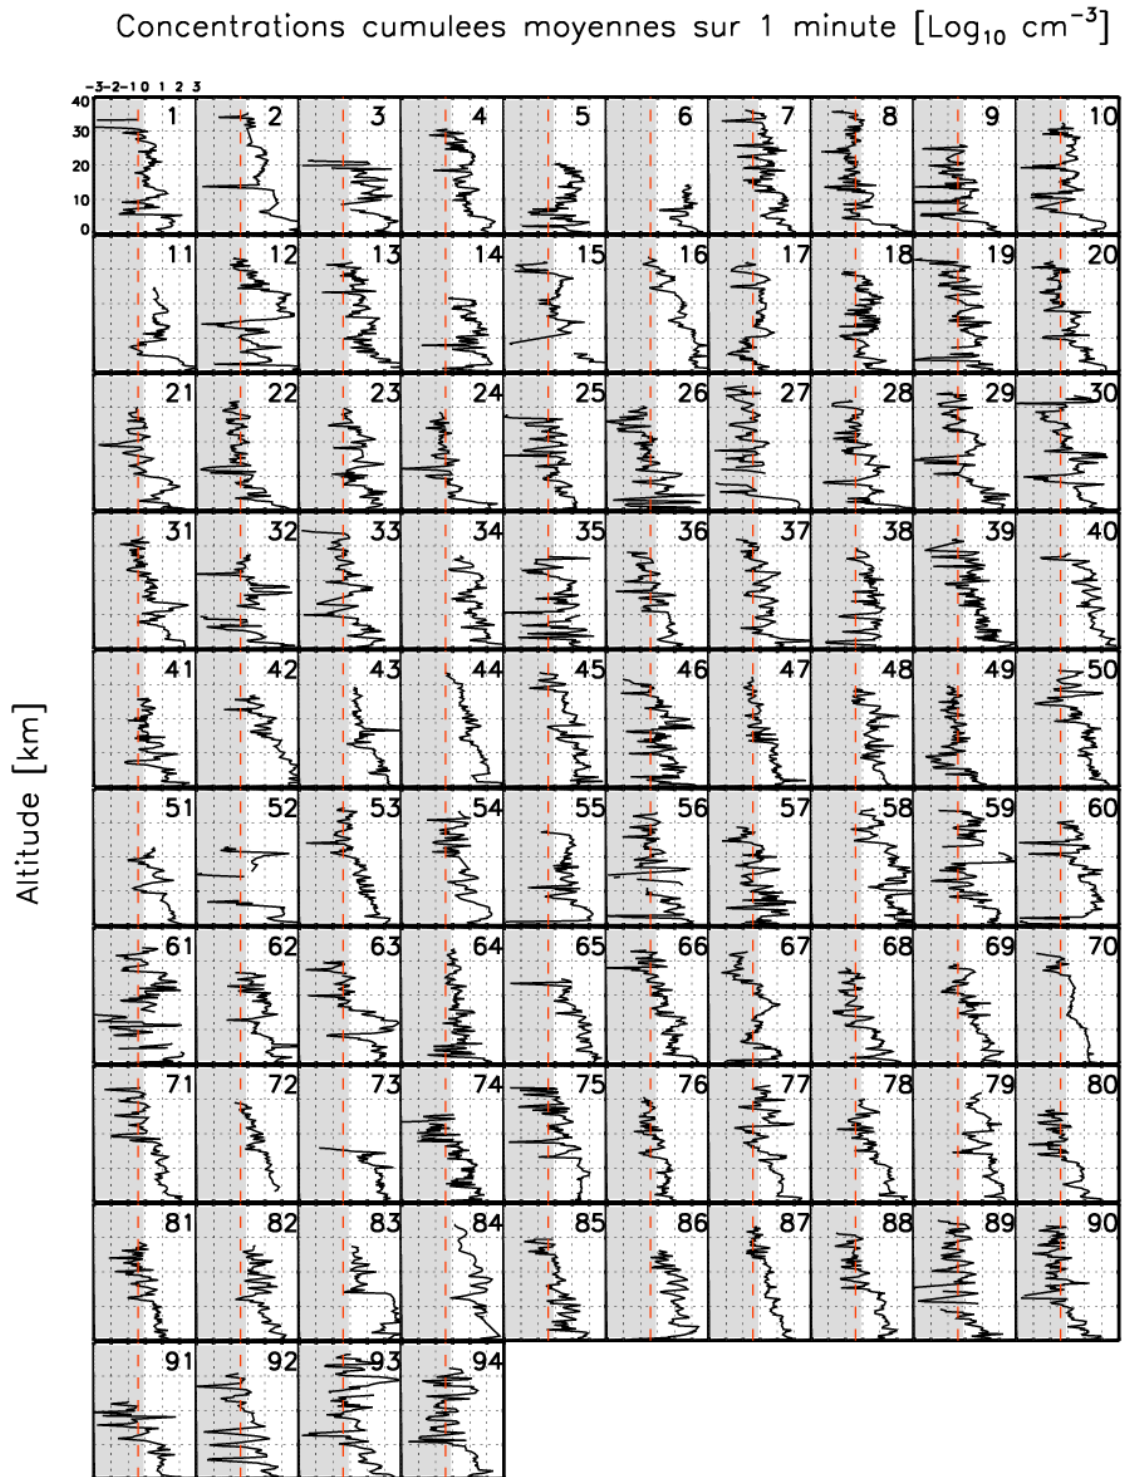 Concentrations cumulees moyennes sur 1 minute [Log₁₀ cm⁻³]
-3-2-1 0 1 2 3
40
30
20
10
0
Altitude [km]
1 2 3 4 5 6 7 8 9 10
11 12 13 14 15 16 17 18 19 20
21 22 23 24 25 26 27 28 29 30
31 32 33 34 35 36 37 38 39 40
41 42 43 44 45 46 47 48 49 50
51 52 53 54 55 56 57 58 59 60
61 62 63 64 65 66 67 68 69 70
71 72 73 74 75 76 77 78 79 80
81 82 83 84 85 86 87 88 89 90
91 92 93 94